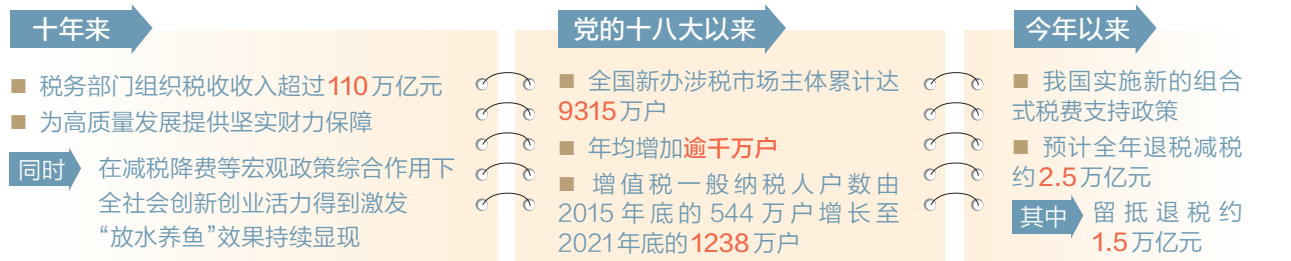 十年来
■ 税务部门组织税收收入超过110万亿元
■ 为高质量发展提供坚实财力保障
同时
在减税降费等宏观政策综合作用下
全社会创新创业活力得到激发
“放水养鱼”效果持续显现
党的十八大以来
■ 全国新办涉税市场主体累计达
9315万户
■ 年均增加逾千万户
■ 增值税一般纳税人户数由
2015年底的544万户增长至
2021年底的1238万户
今年以来
■ 我国实施新的组合
式税费支持政策
■ 预计全年退税减税
约2.5万亿元
其中
留抵退税约
1.5万亿元